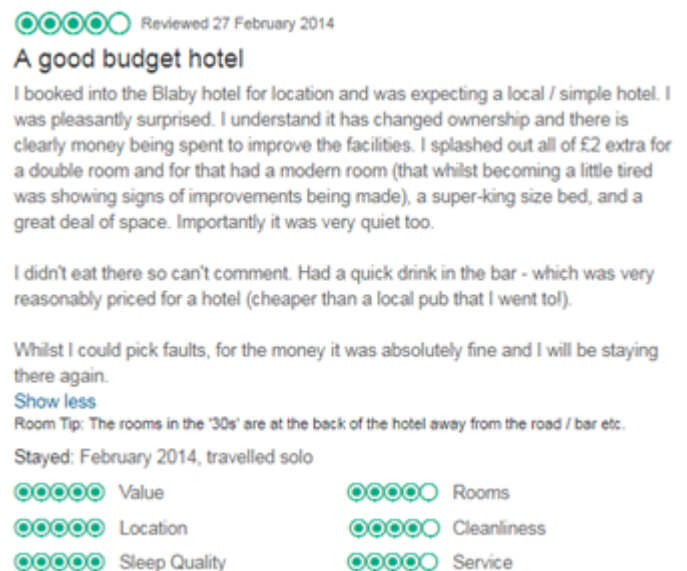 Reviewed 27 February 2014
A good budget hotel
I booked into the Blaby hotel for location and was expecting a local / simple hotel. I
was pleasantly surprised. I understand it has changed ownership and there is
clearly money being spent to improve the facilities. I splashed out all of £2 extra for
a double room and for that had a modern room (that whilst becoming a little tired
was showing signs of improvements being made), a super-king size bed, and a
great deal of space. Importantly it was very quiet too.
I didn't eat there so can't comment. Had a quick drink in the bar - which was very
reasonably priced for a hotel (cheaper than a local pub that I went to!).
Whilst I could pick faults, for the money it was absolutely fine and I will be staying
there again.
Show less
Room Tip: The rooms in the '30s' are at the back of the hotel away from the road / bar etc.
Stayed: February 2014, travelled solo
Value Rooms
Location Cleanliness
Sleep Quality Service